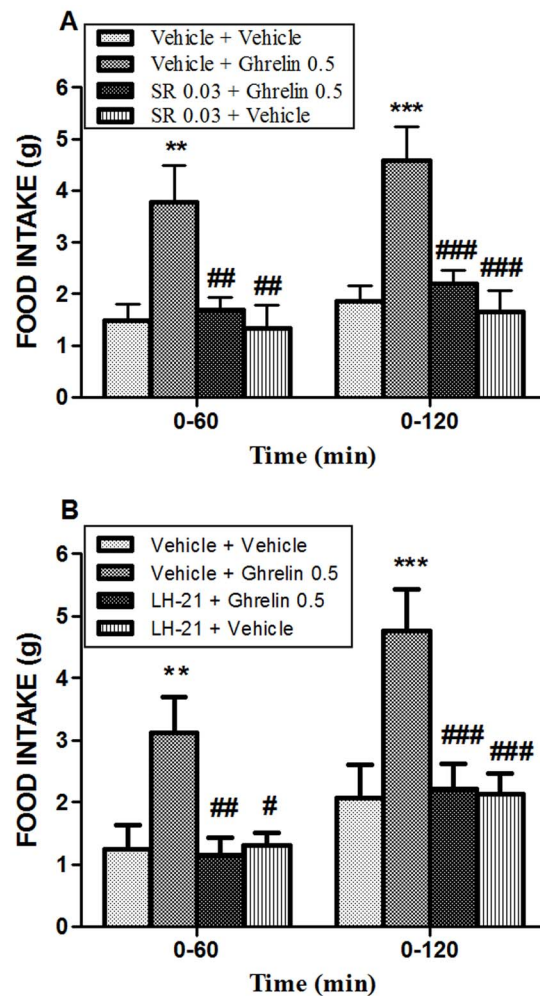 A
Vehicle + Vehicle
Vehicle + Ghrelin 0.5
SR 0.03 + Ghrelin 0.5
SR 0.03 + Vehicle
FOOD INTAKE (g)
6
5
4
3
2
1
0
**
##
##
***
###
###
0-60
0-120
Time (min)
B
Vehicle + Vehicle
Vehicle + Ghrelin 0.5
LH-21 + Ghrelin 0.5
LH-21 + Vehicle
FOOD INTAKE (g)
6
5
4
3
2
1
0
**
##
#
***
###
###
0-60
0-120
Time (min)